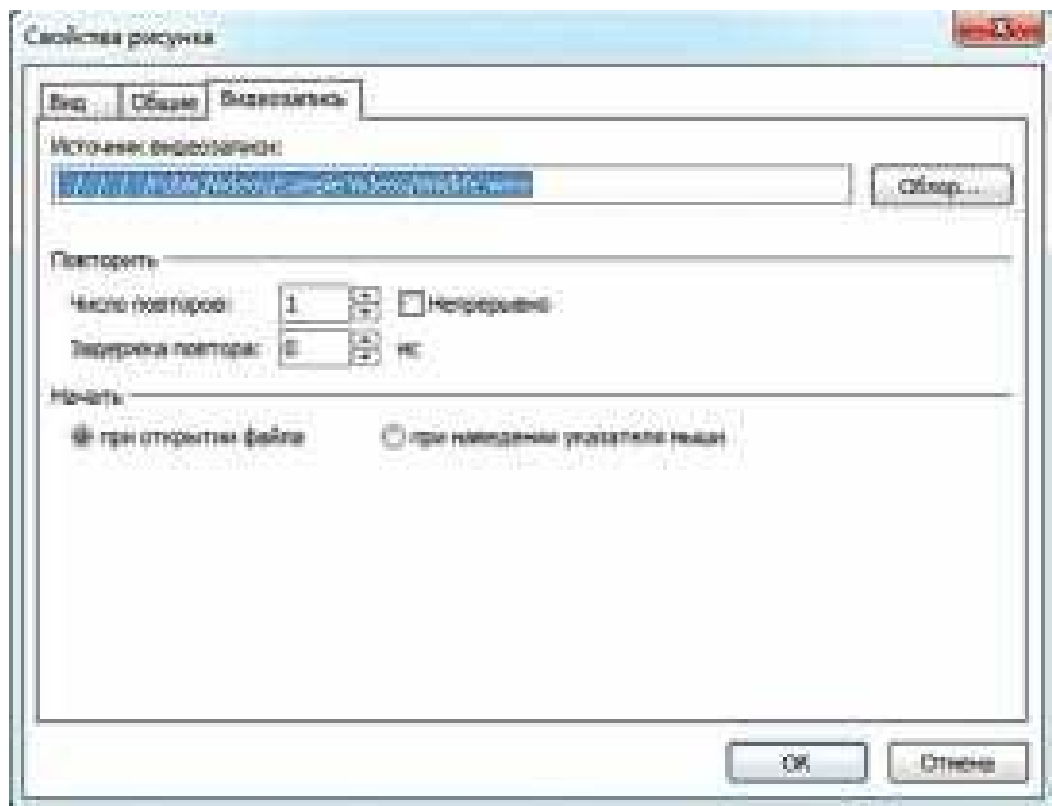 Свойства рисунка
Вид Общие Видеозапись
Источник видеозаписи:
Обзор...
Повторить
Число повторов: 1 Непрерывно
Задержка повтора: 0 мс
Начать
при открытии файла при наведении указателя мыши
ОК Отмена